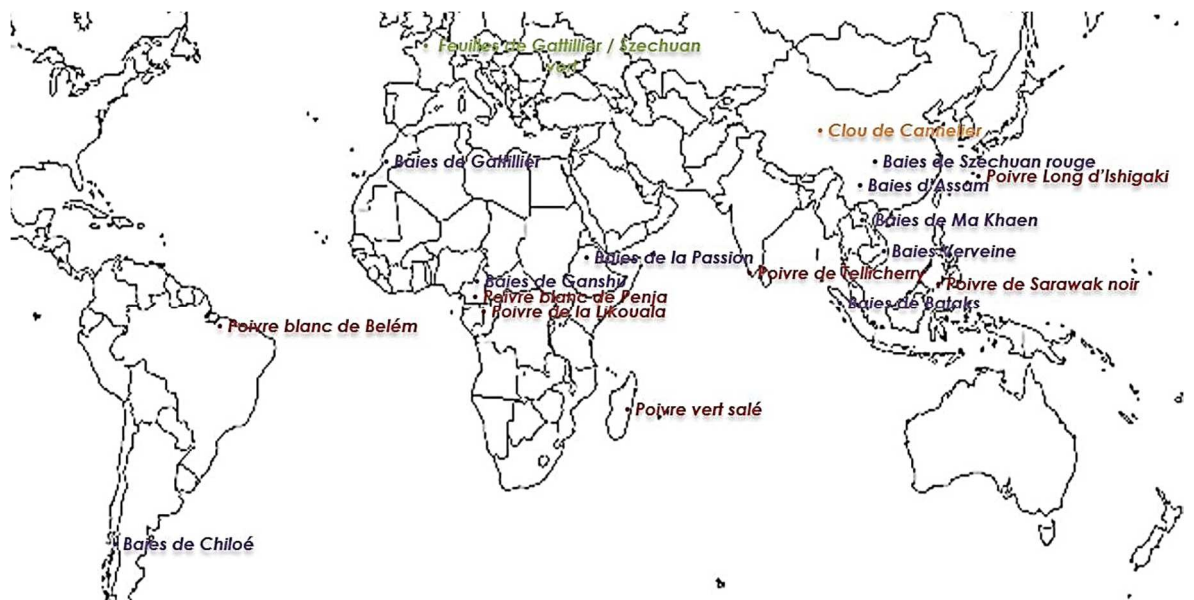 • Feuilles de Gattillier / Szechuan
vert
• Clou de Cannelier
• Baies de Gattillier
• Baies de Szechuan rouge
• Poivre Long d'Ishigaki
• Baies d'Assam
• Baies de Ma Khaen
• Baies Verveine
• Baies de la Passion
• Poivre de Tellicherry
Baies de Ganshu
• Poivre de Sarawak noir
• Poivre blanc de Penja
Baies de Bataks
• Poivre de la Likouala
• Poivre blanc de Belém
• Poivre vert salé
• Baies de Chiloé